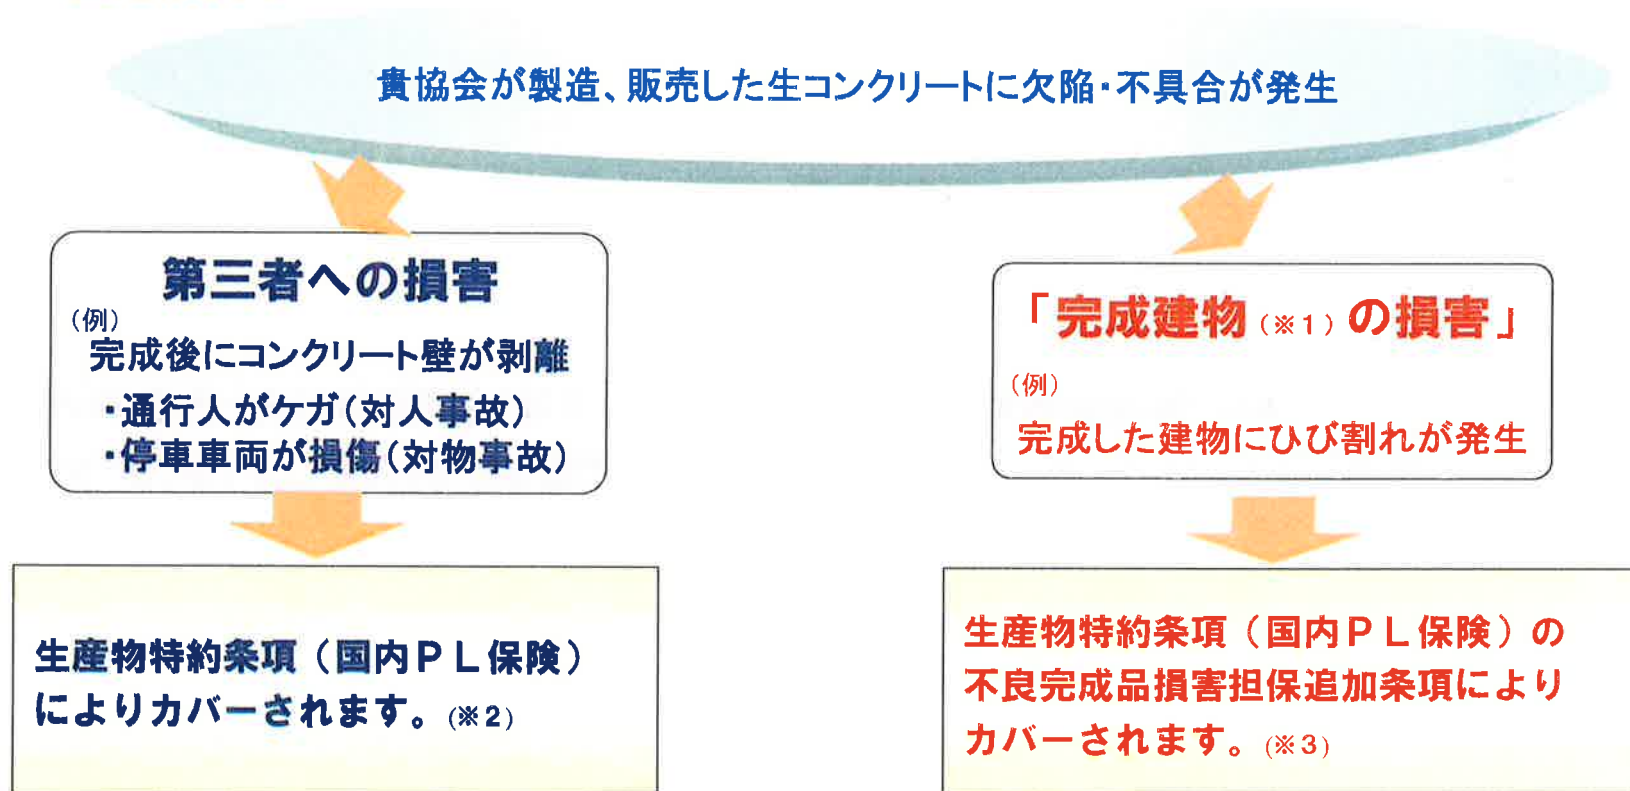 貴協会が製造、販売した生コンクリートに欠陥・不具合が発生
第三者への損害
(例)
完成後にコンクリート壁が剥離
・通行人がケガ(対人事故)
・停車車両が損傷(対物事故)
生産物特約条項(国内PL保険)
によりカバーされます。(※2)
「完成建物(※1)の損害」
(例)
完成した建物にひび割れが発生
生産物特約条項(国内PL保険)の
不良完成品損害担保追加条項により
カバーされます。(※3)